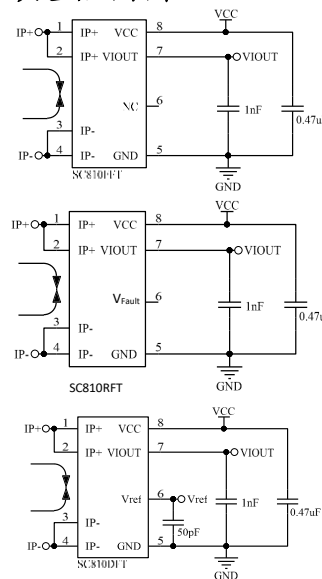 VCC
IP+ 1 IP+ VCC 8
2 IP+ VIOUT 7 VIOUT
NC 6
1nF 0.47u
3 IP-
IP- 4 IP- GND 5
GND
VCC
IP+ 1 IP+ VCC 8
2 IP+ VIOUT 7 VIOUT
VFault 6
1nF 0.47u
3 IP-
IP- 4 IP- GND 5
SC810RFT
GND
VCC
IP+ 1 IP+ VCC 8
2 IP+ VIOUT 7 VIOUT
Vref 6 Vref
1nF 0.47uF
50pF
3 IP-
IP- 4 IP- GND 5
SC810DFT
GND